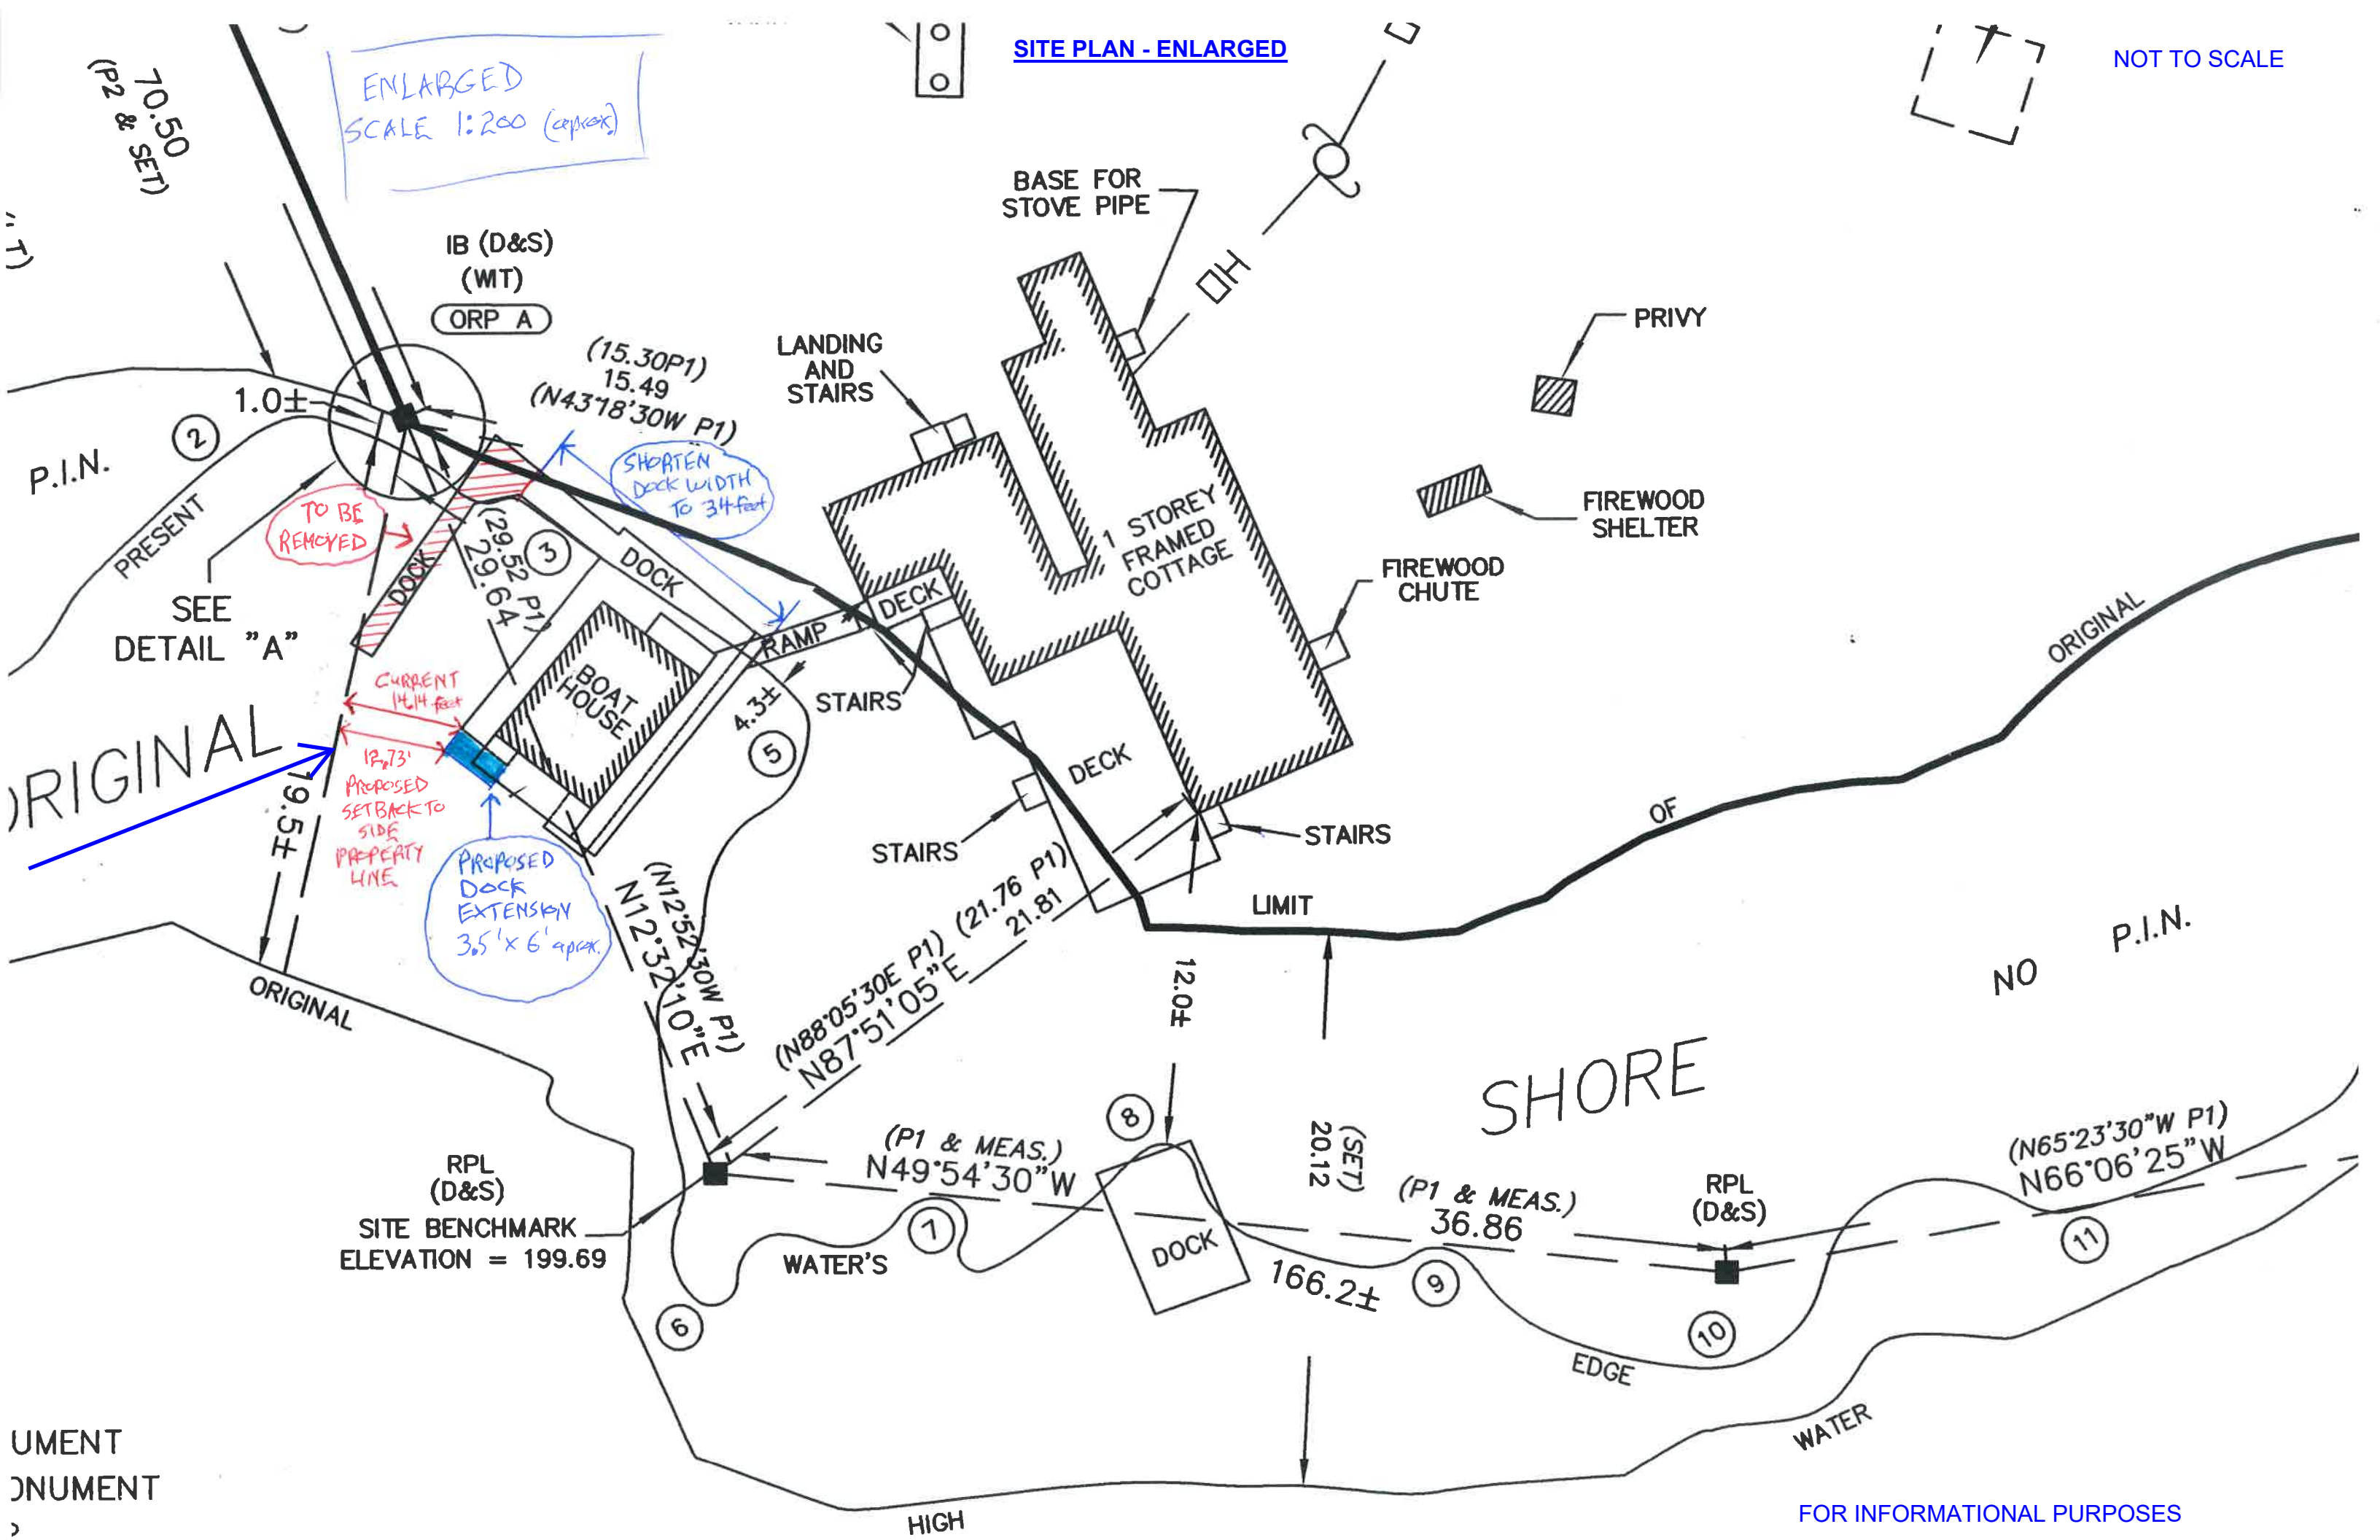 SITE PLAN - ENLARGED
NOT TO SCALE
ENLARGED
SCALE 1:200 (aprox.)
70.50
(P2 & SET)
IB (D&S)
(WIT)
ORP A
BASE FOR
STOVE PIPE
OH
PRIVY
LANDING
AND
STAIRS
(15.30P1)
15.49
(N43°18'30W P1)
1.0±
2
P.I.N.
PRESENT
SEE
DETAIL "A"
TO BE
REMOVED
SHORTEN
DOCK WIDTH
TO 34 feet
DOCK
(29.52 P1)
29.64
3
DOCK
1 STOREY
FRAMED
COTTAGE
FIREWOOD
SHELTER
FIREWOOD
CHUTE
DECK
RAMP
STAIRS
BOAT
HOUSE
4.3±
5
CURRENT
14.14 feet
12.73'
PROPOSED
SETBACK TO
SIDE
PROPERTY
LINE
ORIGINAL
19.5±
PROPOSED
DOCK
EXTENSION
3.5' x 6' aprox.
DECK
STAIRS
STAIRS
ORIGINAL
OF
LIMIT
ORIGINAL
(N12°52'30W P1)
N12°32'10"E
(N88°05'30E P1) (21.76 P1)
N87°51'05"E 21.81
12.0±
(SET)
20.12
NO P.I.N.
SHORE
RPL
(D&S)
SITE BENCHMARK
ELEVATION = 199.69
(P1 & MEAS.)
N49°54'30"W
8
(P1 & MEAS.)
36.86
RPL
(D&S)
(N65°23'30"W P1)
N66°06'25"W
6
WATER'S
7
DOCK
166.2±
9
10
11
EDGE
WATER
HIGH
UMENT
ONUMENT
FOR INFORMATIONAL PURPOSES